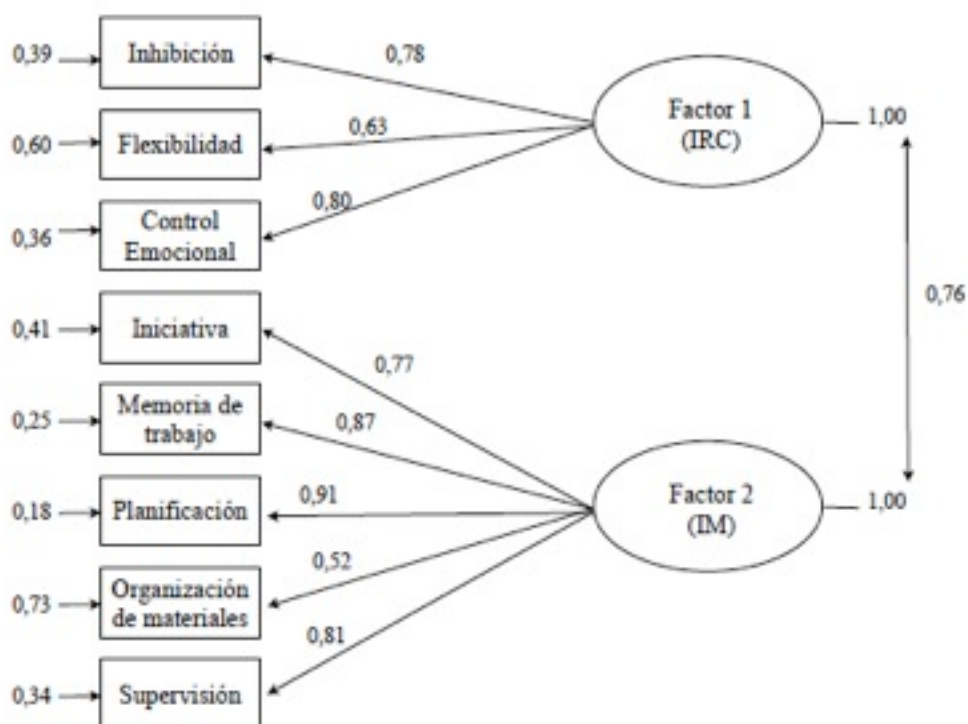 0,39
Inhibición
0,78
Factor 1
(IRC)
1,00
0,60
Flexibilidad
0,63
0,36
Control
Emocional
0,80
0,76
0,41
Iniciativa
0,77
0,25
Memoria de
trabajo
0,87
0,18
Planificación
0,91
Factor 2
(IM)
1,00
0,73
Organización
de materiales
0,52
0,34
Supervisión
0,81